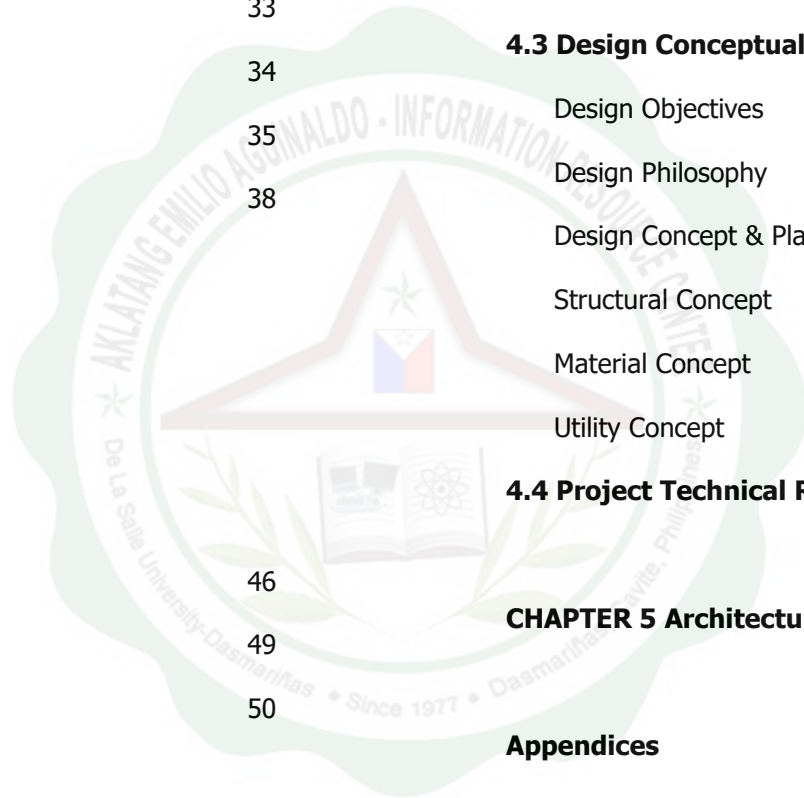 33
34
35
38
46
49
50
4.3 Design Conceptual
Design Objectives
Design Philosophy
Design Concept & Pla
Structural Concept
Material Concept
Utility Concept
4.4 Project Technical R
CHAPTER 5 Architectu
Appendices
AKLATANG EMILIO AGUINALDO - INFORMATION RESOURCE CENTER
De La Salle University-Dasmariñas • Since 1977 • Dasmariñas, Cavite, Philippines